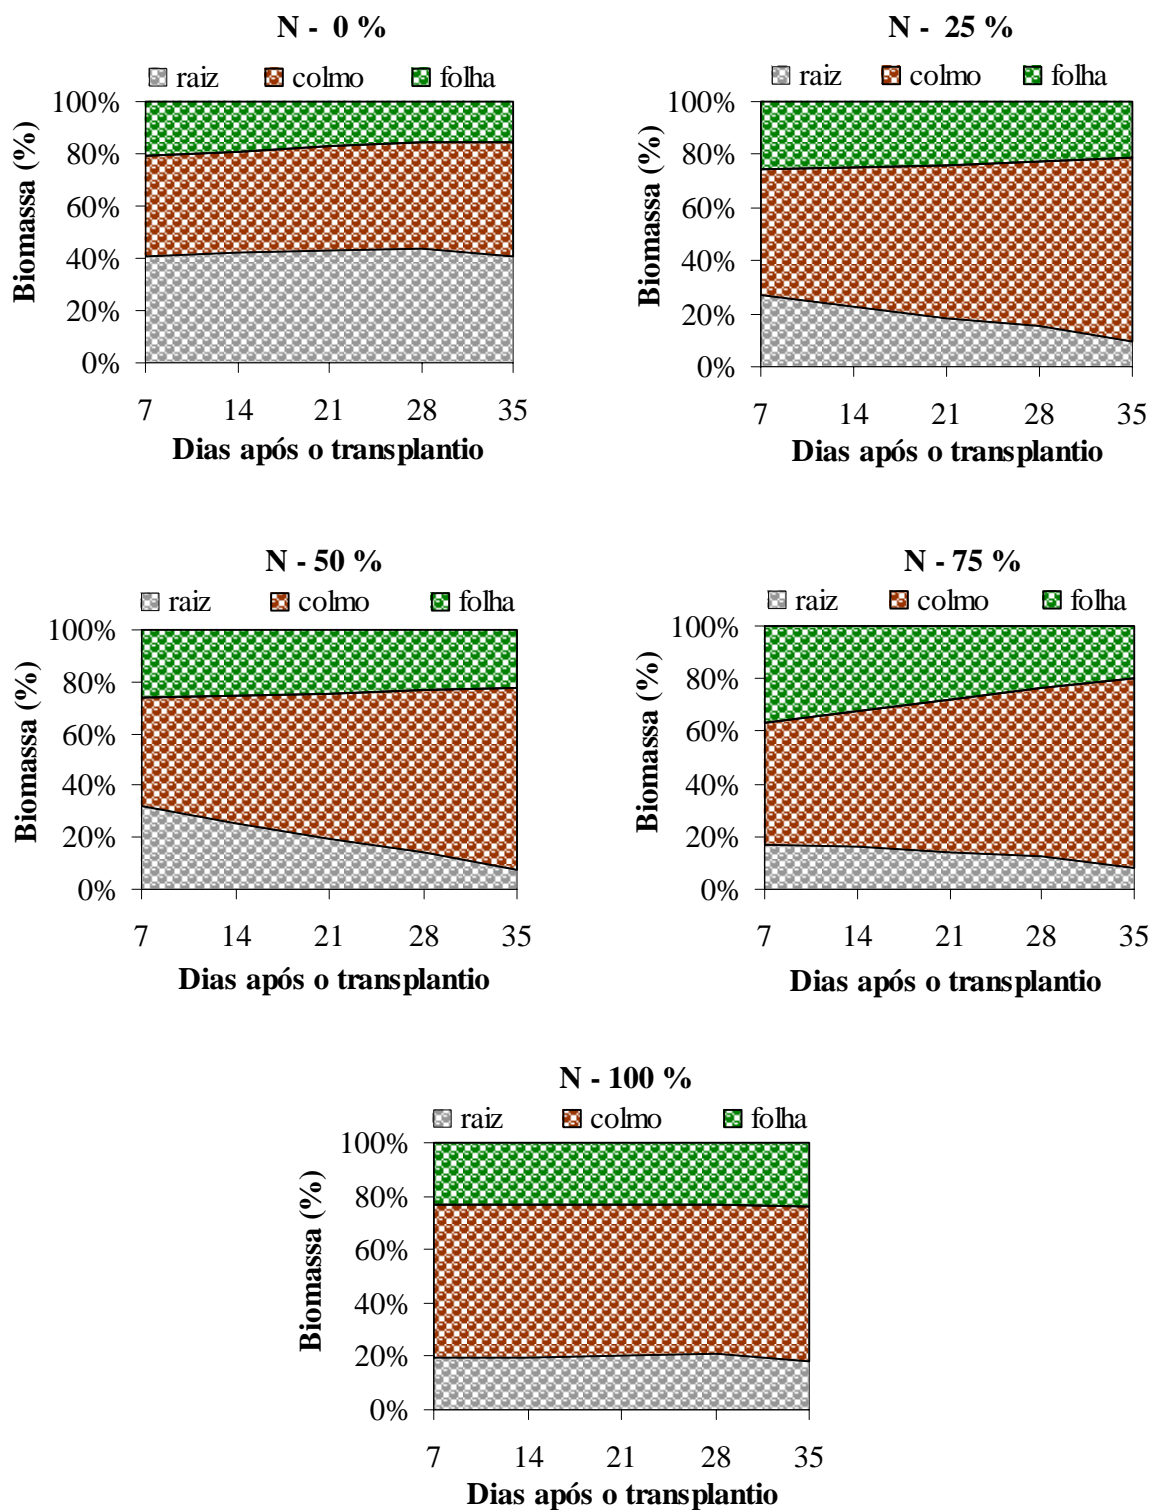 N - 0 %
raiz colmo folha
100%
80%
60%
40%
20%
0%
Biomassa (%)
7 14 21 28 35
Dias após o transplantio
N - 25 %
raiz colmo folha
100%
80%
60%
40%
20%
0%
Biomassa (%)
7 14 21 28 35
Dias após o transplantio
N - 50 %
raiz colmo folha
100%
80%
60%
40%
20%
0%
Biomassa (%)
7 14 21 28 35
Dias após o transplantio
N - 75 %
raiz colmo folha
100%
80%
60%
40%
20%
0%
Biomassa (%)
7 14 21 28 35
Dias após o transplantio
N - 100 %
raiz colmo folha
100%
80%
60%
40%
20%
0%
Biomassa (%)
7 14 21 28 35
Dias após o transplantio